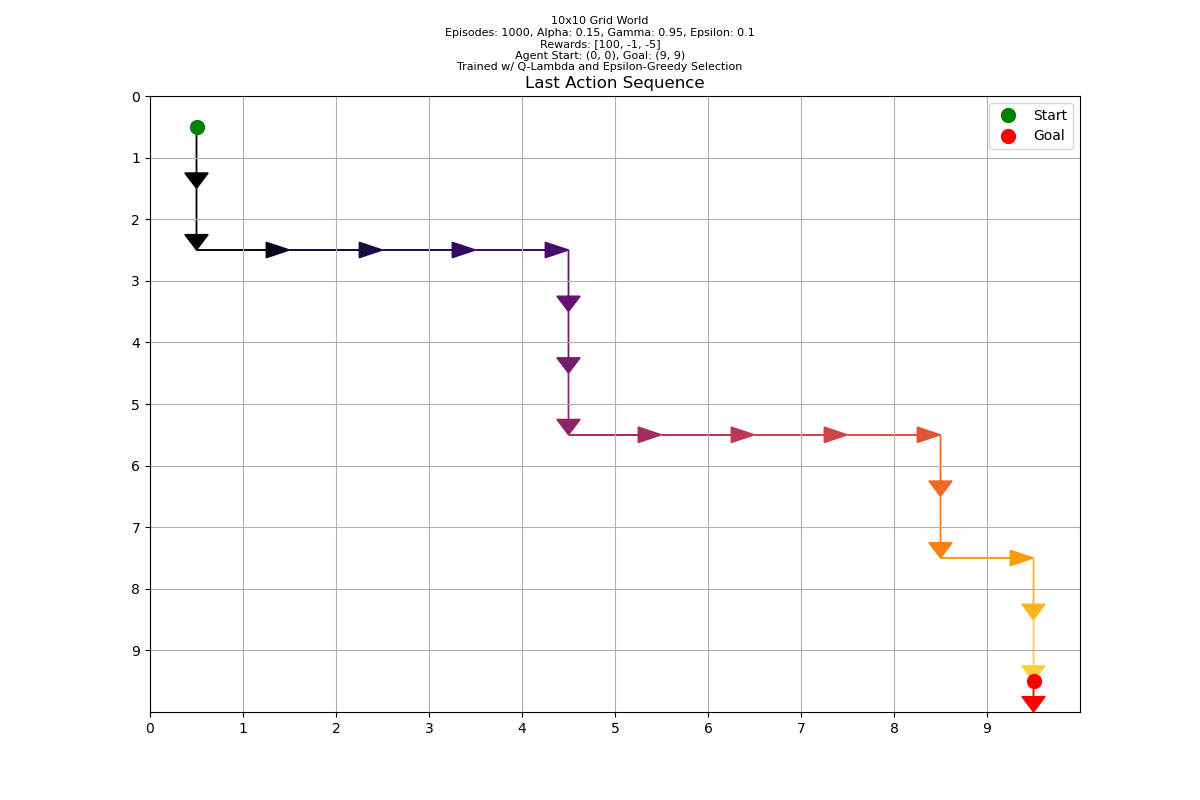 10x10 Grid World
Episodes: 1000, Alpha: 0.15, Gamma: 0.95, Epsilon: 0.1
Rewards: [100, -1, -5]
Agent Start: (0, 0), Goal: (9, 9)
Trained w/ Q-Lambda and Epsilon-Greedy Selection
Last Action Sequence
Start
Goal
0
1
2
3
4
5
6
7
8
9
0 1 2 3 4 5 6 7 8 9